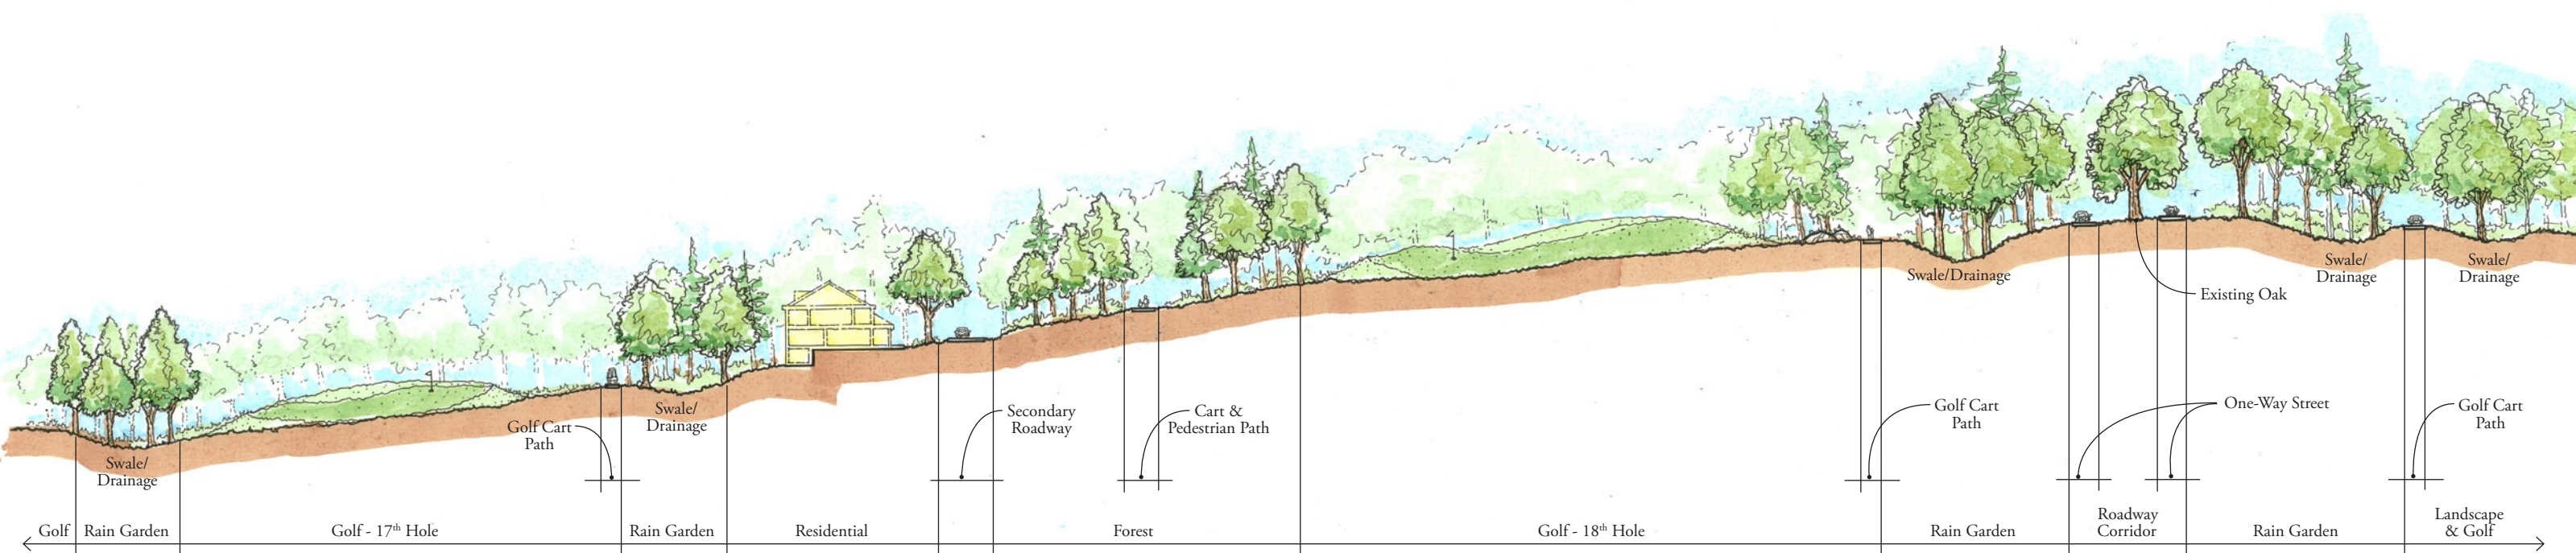 Swale/Drainage
Swale/
Drainage
Swale/
Drainage
Existing Oak
Golf Cart
Path
Swale/
Drainage
Secondary
Roadway
Cart &
Pedestrian Path
Golf Cart
Path
One-Way Street
Golf Cart
Path
Swale/
Drainage
Golf
Rain Garden
Golf - 17th Hole
Rain Garden
Residential
Forest
Golf - 18th Hole
Rain Garden
Roadway
Corridor
Rain Garden
Landscape
& Golf